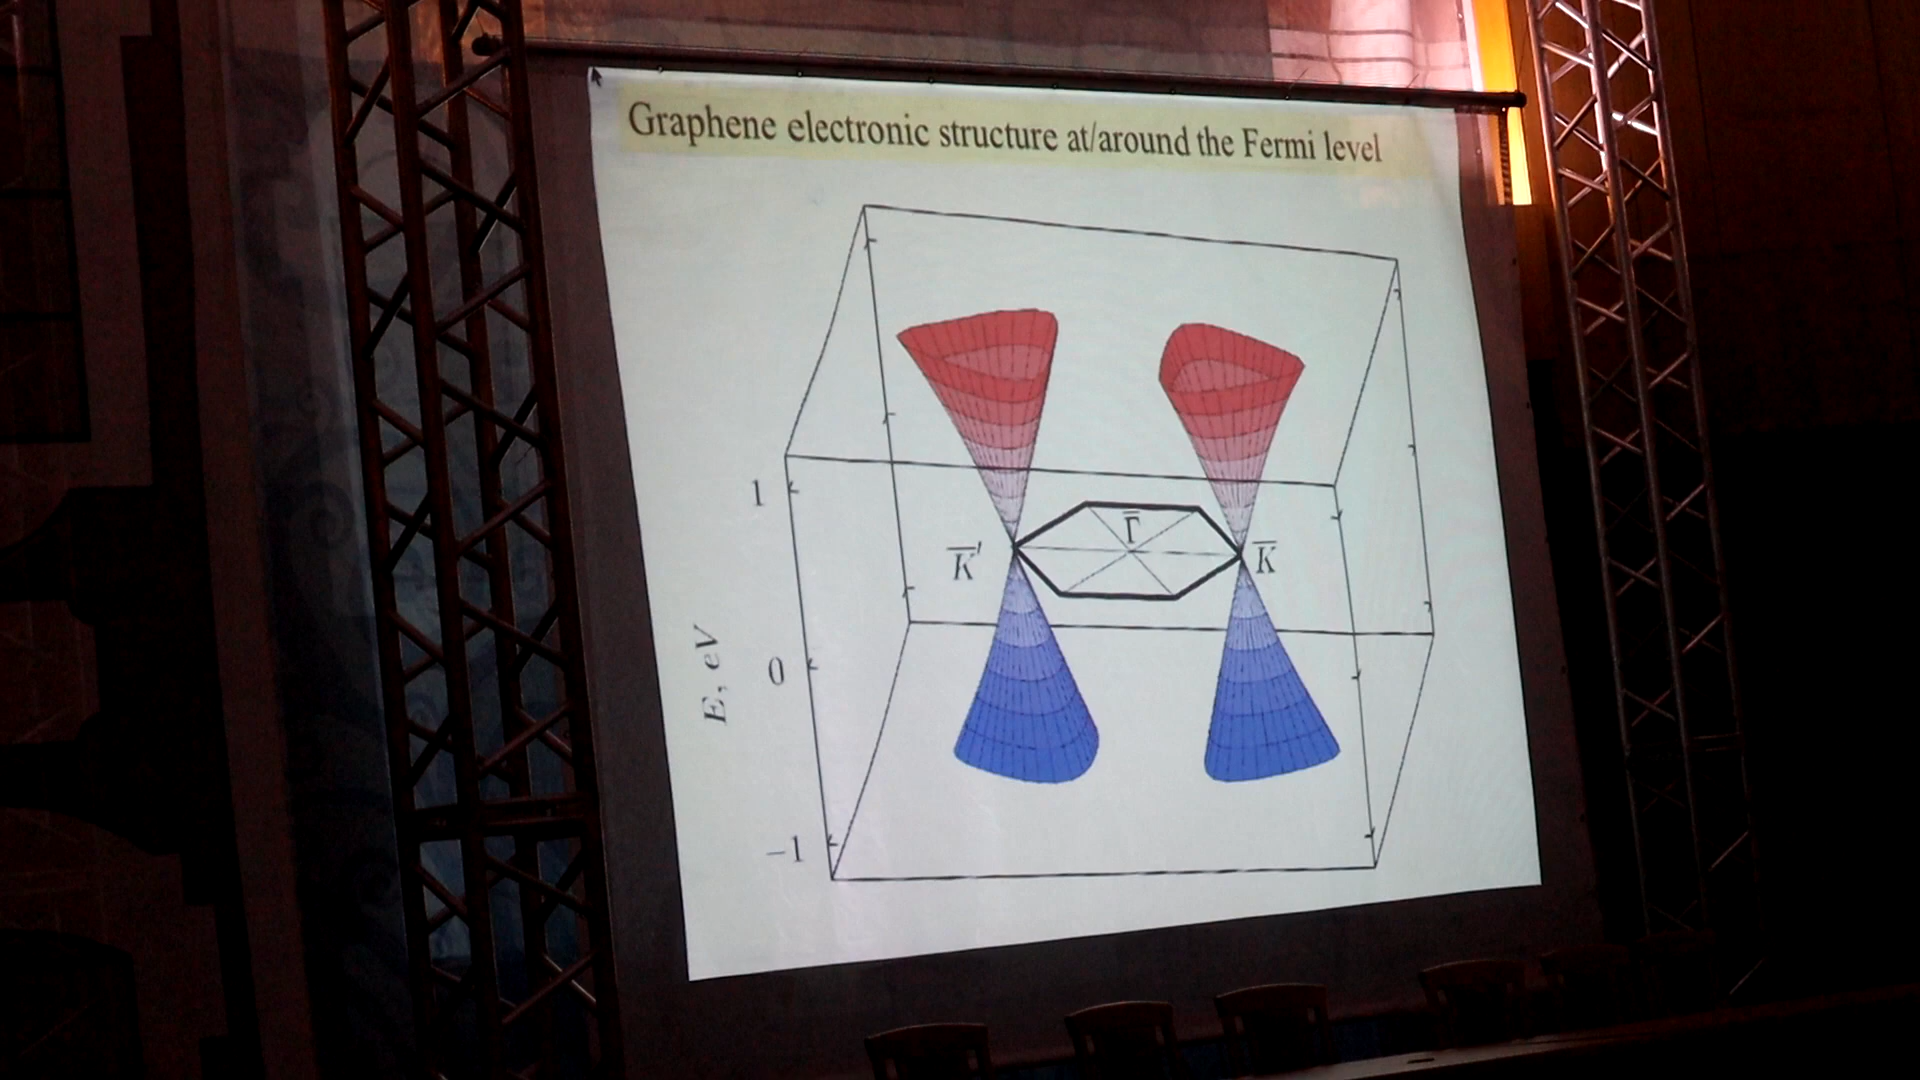 Graphene electronic structure at/around the Fermi level
1
Γ̅
K̅′
K̅
0
E, eV
−1